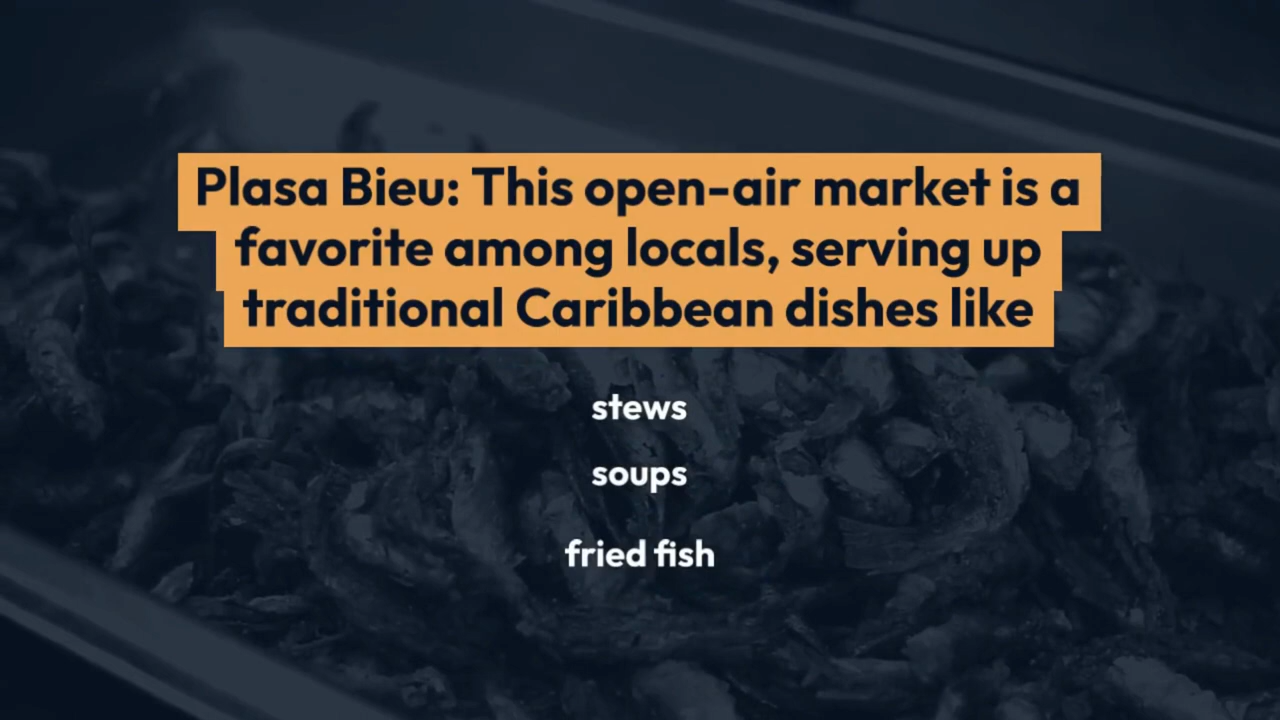 Plasa Bieu: This open-air market is a
favorite among locals, serving up
traditional Caribbean dishes like
stews
soups
fried fish